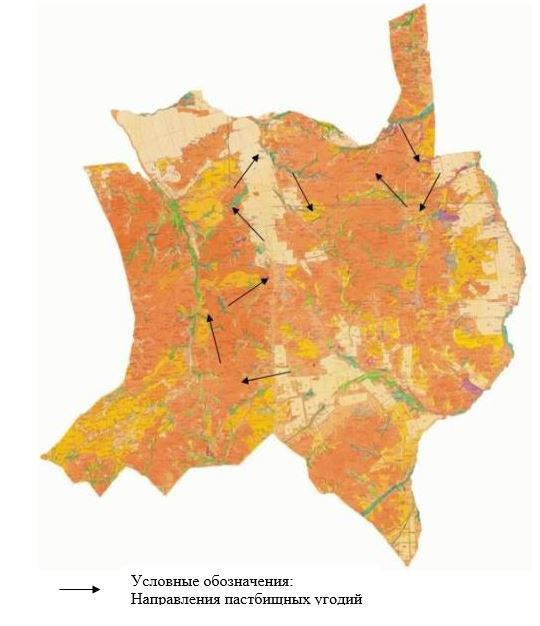 Условные обозначения:
Направления пастбищных угодий